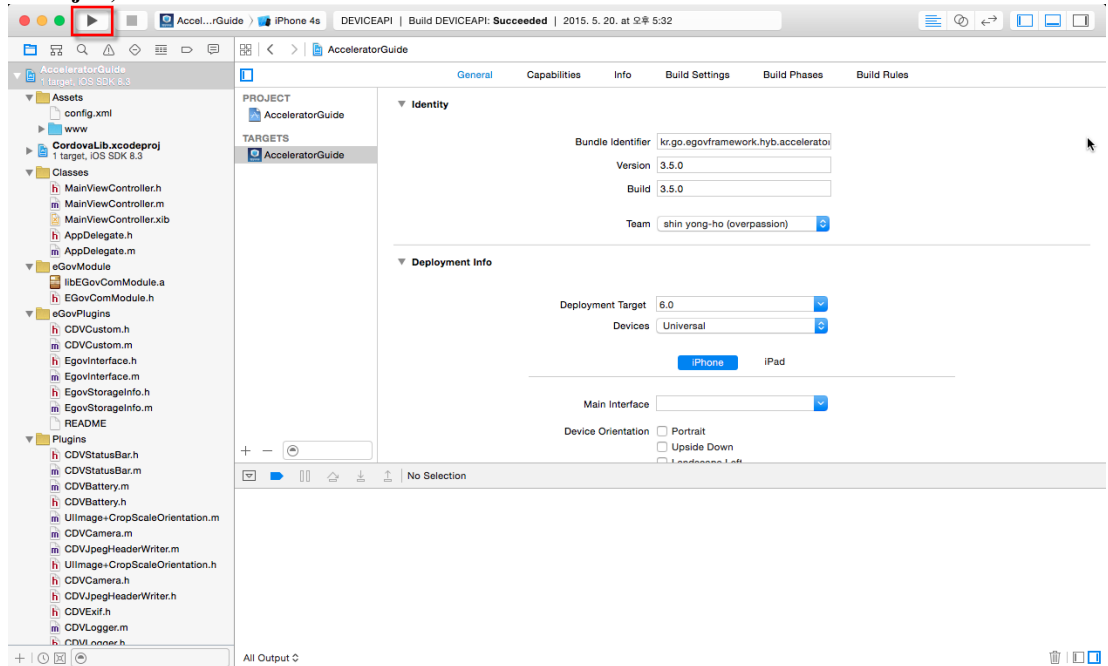 Accel...rGuide
iPhone 4s
DEVICEAPI | Build DEVICEAPI: Succeeded | 2015. 5. 20. at 오후 5:32
AcceleratorGuide
AcceleratorGuide
1 target, iOS SDK 8.3
Assets
config.xml
www
CordovaLib.xcodeproj
1 target, iOS SDK 8.3
Classes
MainViewController.h
MainViewController.m
MainViewController.xib
AppDelegate.h
AppDelegate.m
eGovModule
libEGovComModule.a
EGovComModule.h
eGovPlugins
CDVCustom.h
CDVCustom.m
EgovInterface.h
EgovInterface.m
EgovStorageInfo.h
EgovStorageInfo.m
README
Plugins
CDVStatusBar.h
CDVStatusBar.m
CDVBattery.m
CDVBattery.h
UIImage+CropScaleOrientation.m
CDVCamera.m
CDVJpegHeaderWriter.m
UIImage+CropScaleOrientation.h
CDVCamera.h
CDVJpegHeaderWriter.h
CDVExif.h
CDVLogger.m
CDVLogger.h
General Capabilities Info Build Settings Build Phases Build Rules
PROJECT
AcceleratorGuide
TARGETS
AcceleratorGuide
Identity
Bundle Identifier kr.go.egovframework.hyb.accelerator
Version 3.5.0
Build 3.5.0
Team shin yong-ho (overpassion)
Deployment Info
Deployment Target 6.0
Devices Universal
iPhone iPad
Main Interface
Device Orientation Portrait
Upside Down
Landscape Left
No Selection
All Output